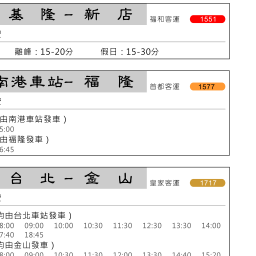 基 隆－新 店 福和客運 1551
離峰：15-20分 假日：15-30分
南港車站－福 隆 首都客運 1577
由南港車站發車）
5:00
由福隆發車）
6:45
台 北－金 山 皇家客運 1717
均由台北車站發車）
8:00 09:00 10:00 10:30 11:30 12:30 13:30 14:00
7:40 18:45
均由金山發車）
8:00 09:00 10:30 11:30 12:00 13:30 14:40 15:20